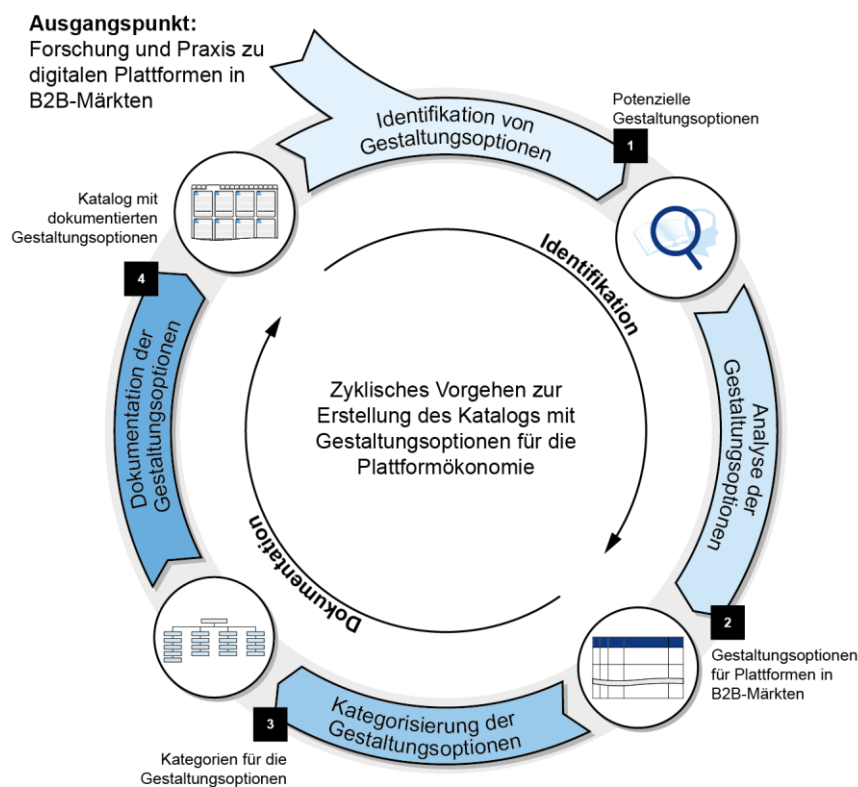 Ausgangspunkt:
Forschung und Praxis zu
digitalen Plattformen in
B2B-Märkten
Identifikation von
Gestaltungsoptionen
Potenzielle
Gestaltungsoptionen
1
Identifikation
Analyse der
Gestaltungsoptionen
2
Gestaltungsoptionen
für Plattformen in
B2B-Märkten
Kategorisierung der
Gestaltungsoptionen
3
Kategorien für die
Gestaltungsoptionen
Dokumentation
Dokumentation der
Gestaltungsoptionen
4
Katalog mit
dokumentierten
Gestaltungsoptionen
Zyklisches Vorgehen zur
Erstellung des Katalogs mit
Gestaltungsoptionen für die
Plattformökonomie